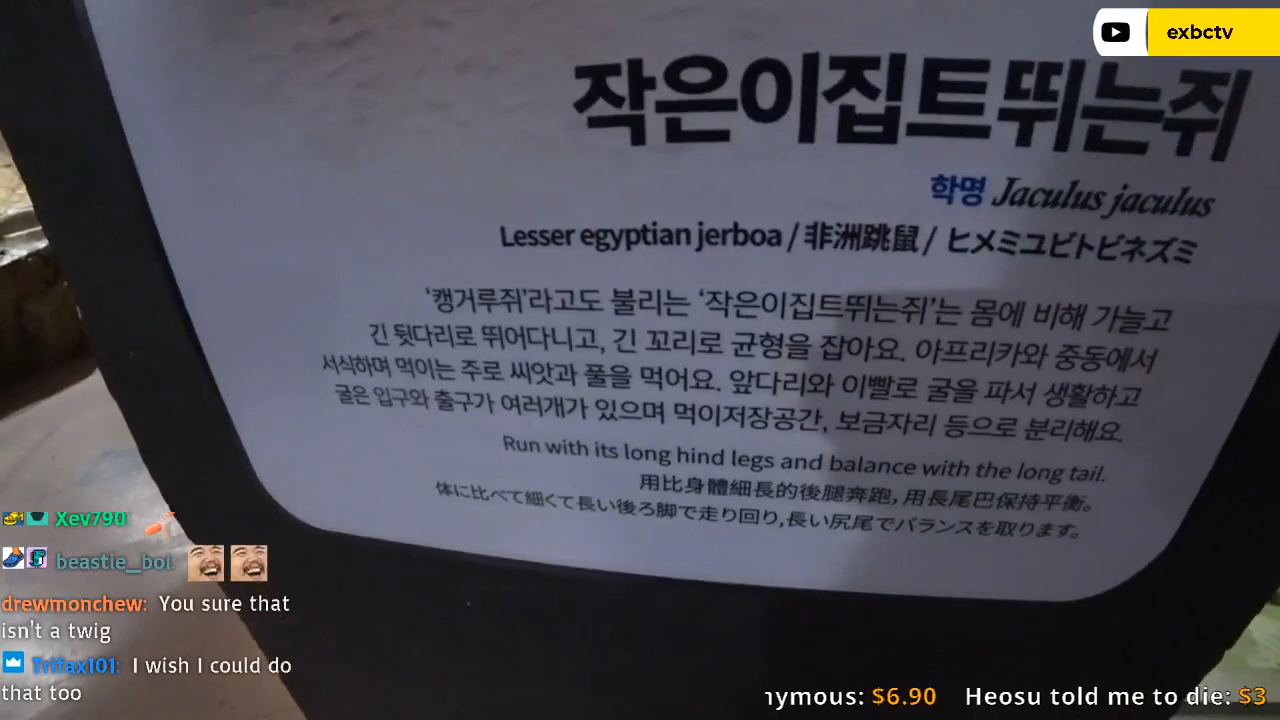 exbctv
작은이집트뛰는쥐
학명 Jaculus jaculus
Lesser egyptian jerboa / 非洲跳鼠 / ヒメミユビトビネズミ
‘캥거루쥐’라고도 불리는 ‘작은이집트뛰는쥐’는 몸에 비해 가늘고
긴 뒷다리로 뛰어다니고, 긴 꼬리로 균형을 잡아요. 아프리카와 중동에서
서식하며 먹이는 주로 씨앗과 풀을 먹어요. 앞다리와 이빨로 굴을 파서 생활하고
굴은 입구와 출구가 여러개가 있으며 먹이저장공간, 보금자리 등으로 분리해요.
Run with its long hind legs and balance with the long tail.
用比身體細長的後腿奔跑, 用長尾巴保持平衡。
体に比べて細くて長い後ろ脚で走り回り,長い尻尾でバランスを取ります。
Xev790
beastie_boi:
drewmonchew: You sure that
isn't a twig
Trifax101: I wish I could do
that too
ymous: $6.90 Heosu told me to die: $3